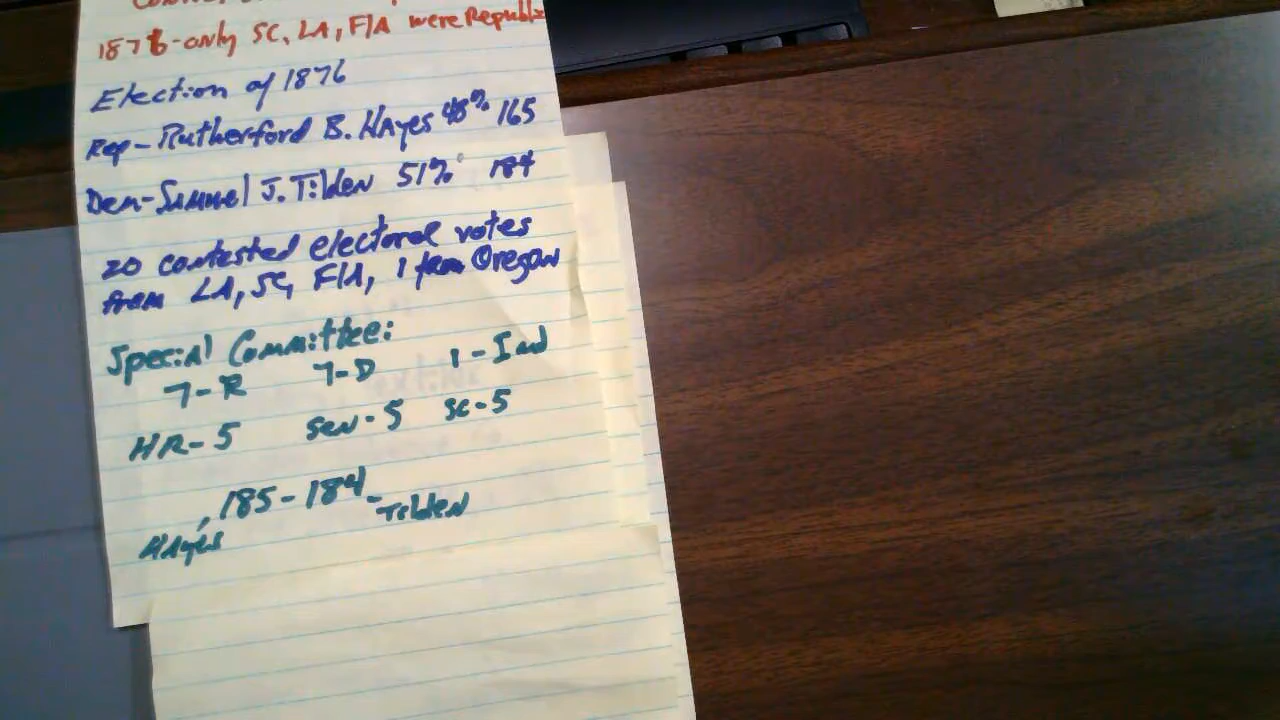 1876-only SC, LA, FlA were Republi
Election of 1876
Rep-Rutherford B. Hayes 48% 165
Dem-Samuel J. Tilden 51% 184
20 contested electoral votes
from LA, SC, FlA, 1 from Oregon
Special Committee:
7-R 7-D 1-Ind
HR-5 Sen-5 SC-5
185-184
Tilden
Hayes